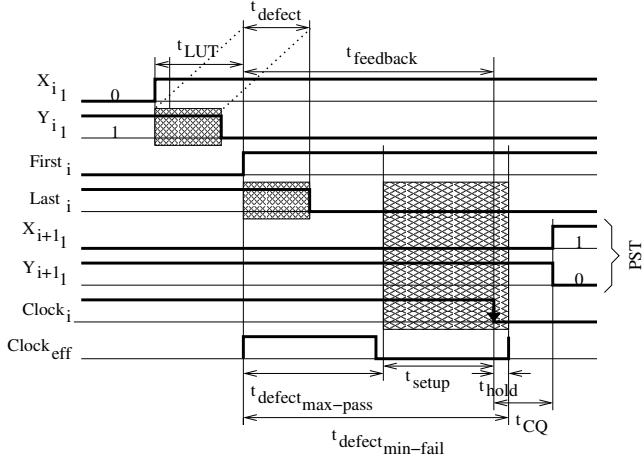 t defect
t LUT
t feedback
X i 1
0
Y i 1
1
First i
Last i
X i+1 1
1
Y i+1 1
0
PST
Clock i
Clock eff
t setup
t hold
t defect max−pass
t CQ
t defect min−fail